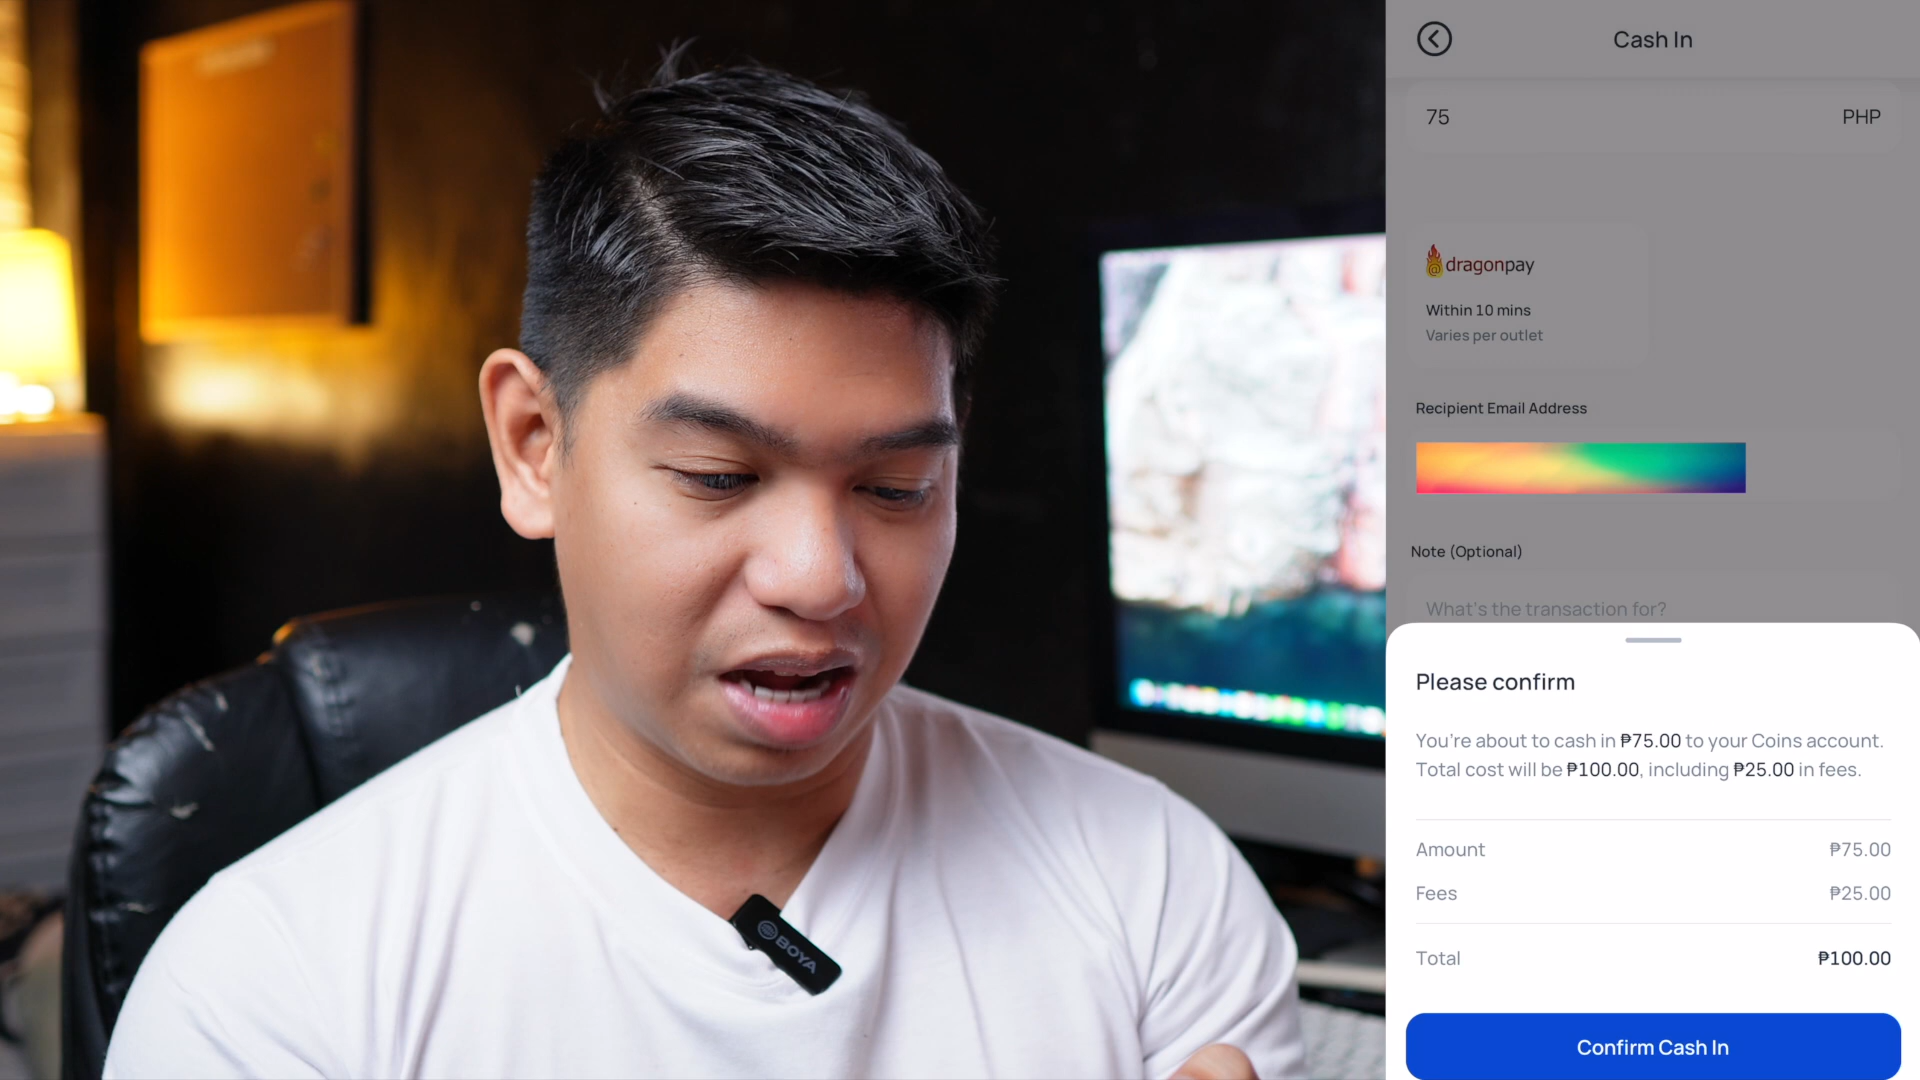 Cash In
75 PHP
dragonpay
Within 10 mins
Varies per outlet
Recipient Email Address
Note (Optional)
What's the transaction for?
Please confirm
You're about to cash in ₱75.00 to your Coins account.
Total cost will be ₱100.00, including ₱25.00 in fees.
Amount ₱75.00
Fees ₱25.00
Total ₱100.00
Confirm Cash In
BOYA